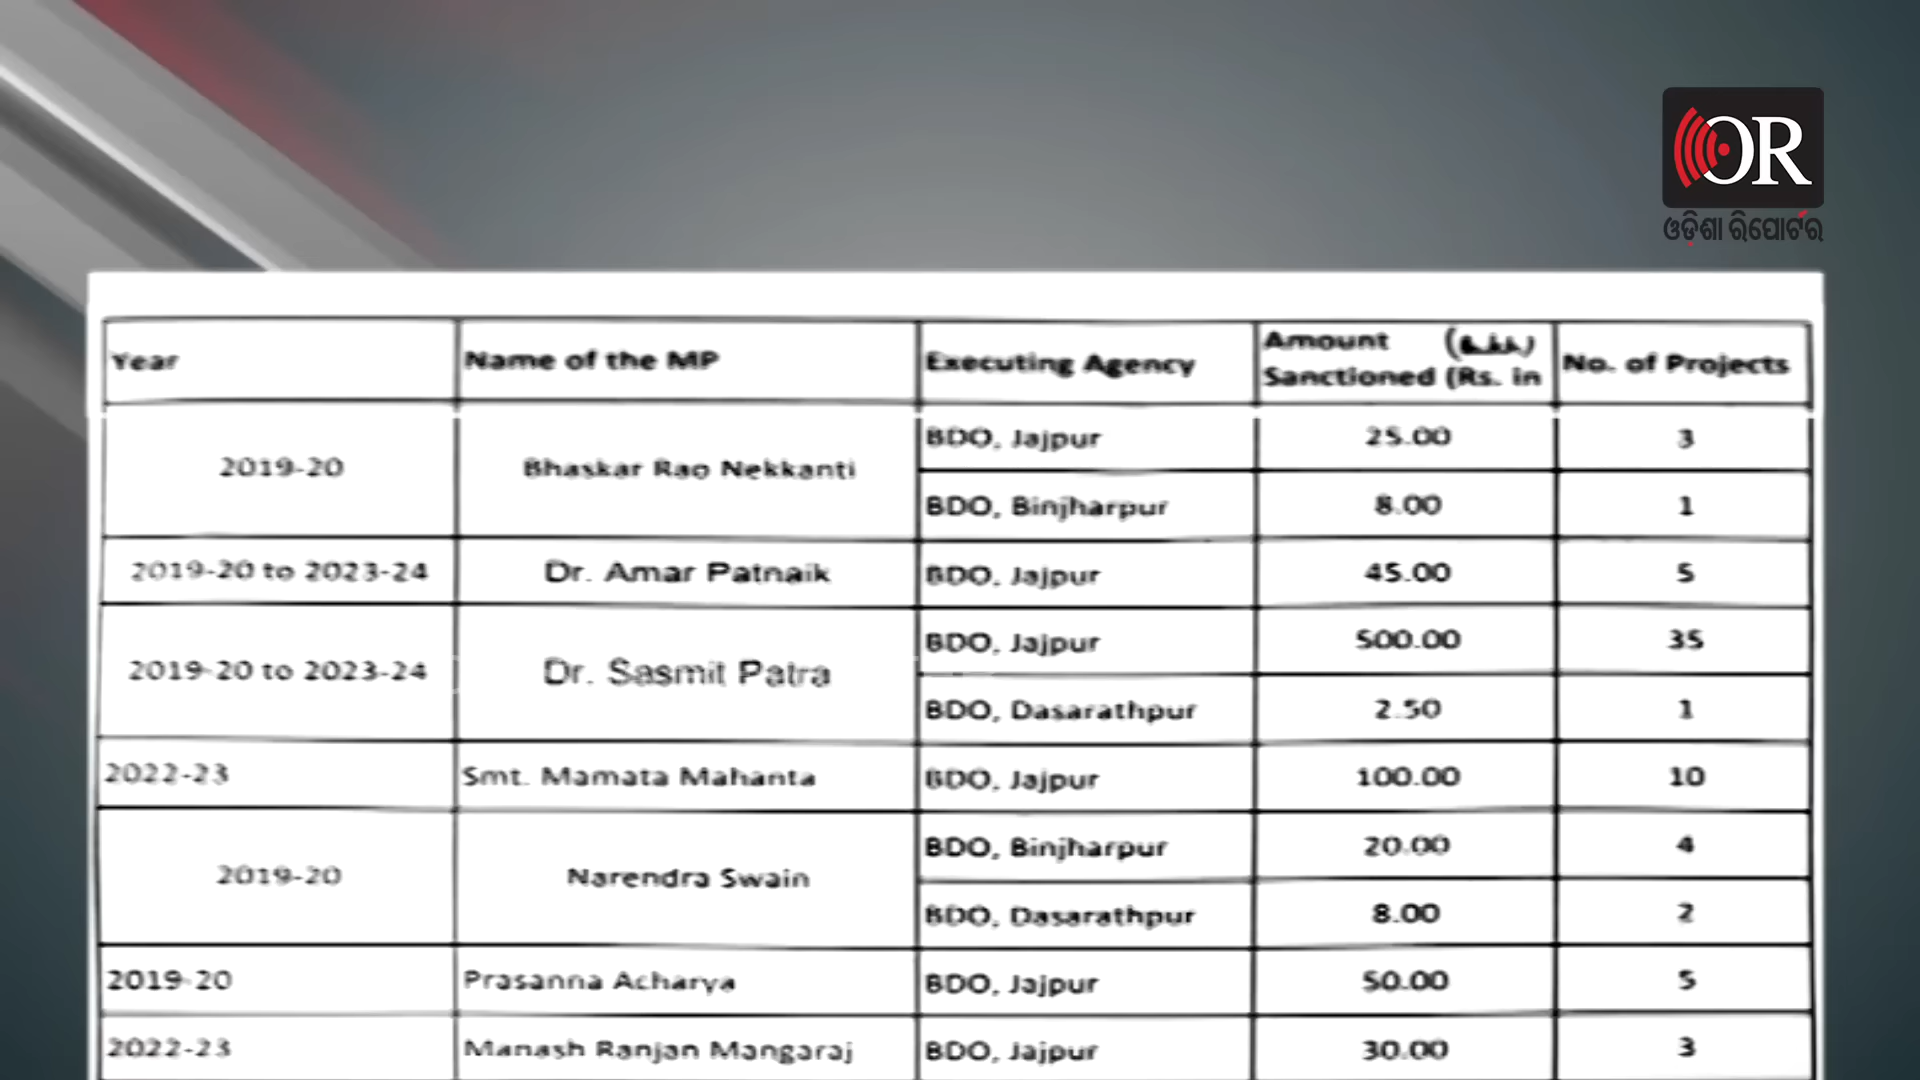 OR
ଓଡ଼ିଶା ରିପୋର୍ଟର
Year Name of the MP Executing Agency Amount Sanctioned (Rs. in No. of Projects
2019-20 Bhaskar Rao Nekkanti BDO, Jajpur 25.00 3
BDO, Binjharpur 8.00 1
2019-20 to 2023-24 Dr. Amar Patnaik BDO, Jajpur 45.00 5
2019-20 to 2023-24 Dr. Sasmit Patra BDO, Jajpur 500.00 35
BDO, Dasarathpur 2.50 1
2022-23 Smt. Mamata Mahanta BDO, Jajpur 100.00 10
2019-20 Narendra Swain BDO, Binjharpur 20.00 4
BDO, Dasarathpur 8.00 2
2019-20 Prasanna Acharya BDO, Jajpur 50.00 5
2022-23 Manash Ranjan Mangaraj BDO, Jajpur 30.00 3